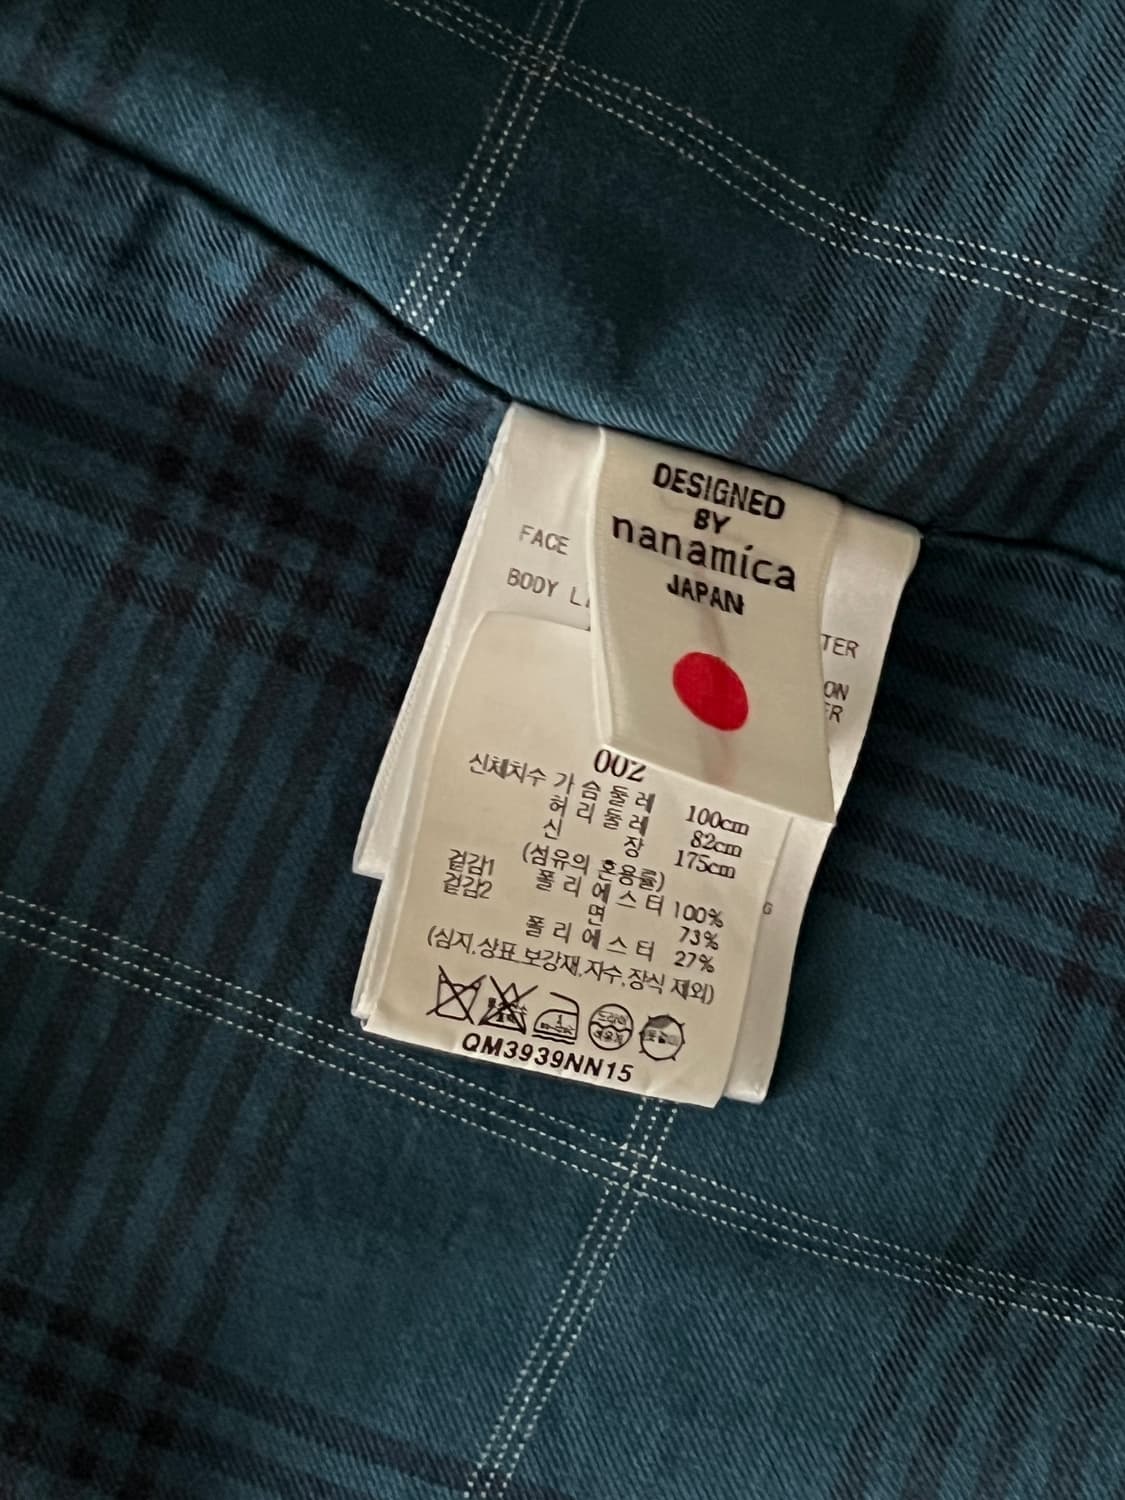 DESIGNED
BY
nanamica
JAPAN
FACE
BODY
002
신체치수 가슴둘레 100cm
허리둘레 82cm
신 장 175cm
(섬유의 혼용률)
겉감1 폴리에스터 100%
겉감2 면 73%
폴리에스터 27%
(심지,상표,보강재,자수,장식 제외)
드라이
QM3939NN15